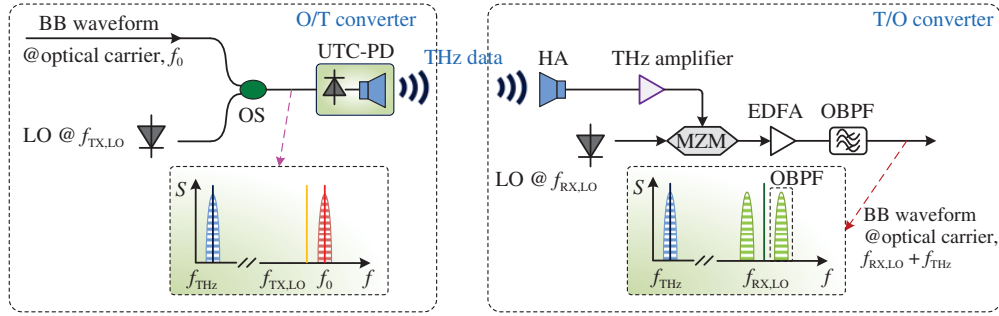 O/T converter
BB waveform
@optical carrier, f0
UTC-PD
THz data
OS
LO @ fTX,LO
S
fTHz
fTX,LO
f0
f
T/O converter
HA
THz amplifier
EDFA
OBPF
MZM
LO @ fRX,LO
S
OBPF
fTHz
fRX,LO
f
BB waveform
@optical carrier,
fRX,LO + fTHz